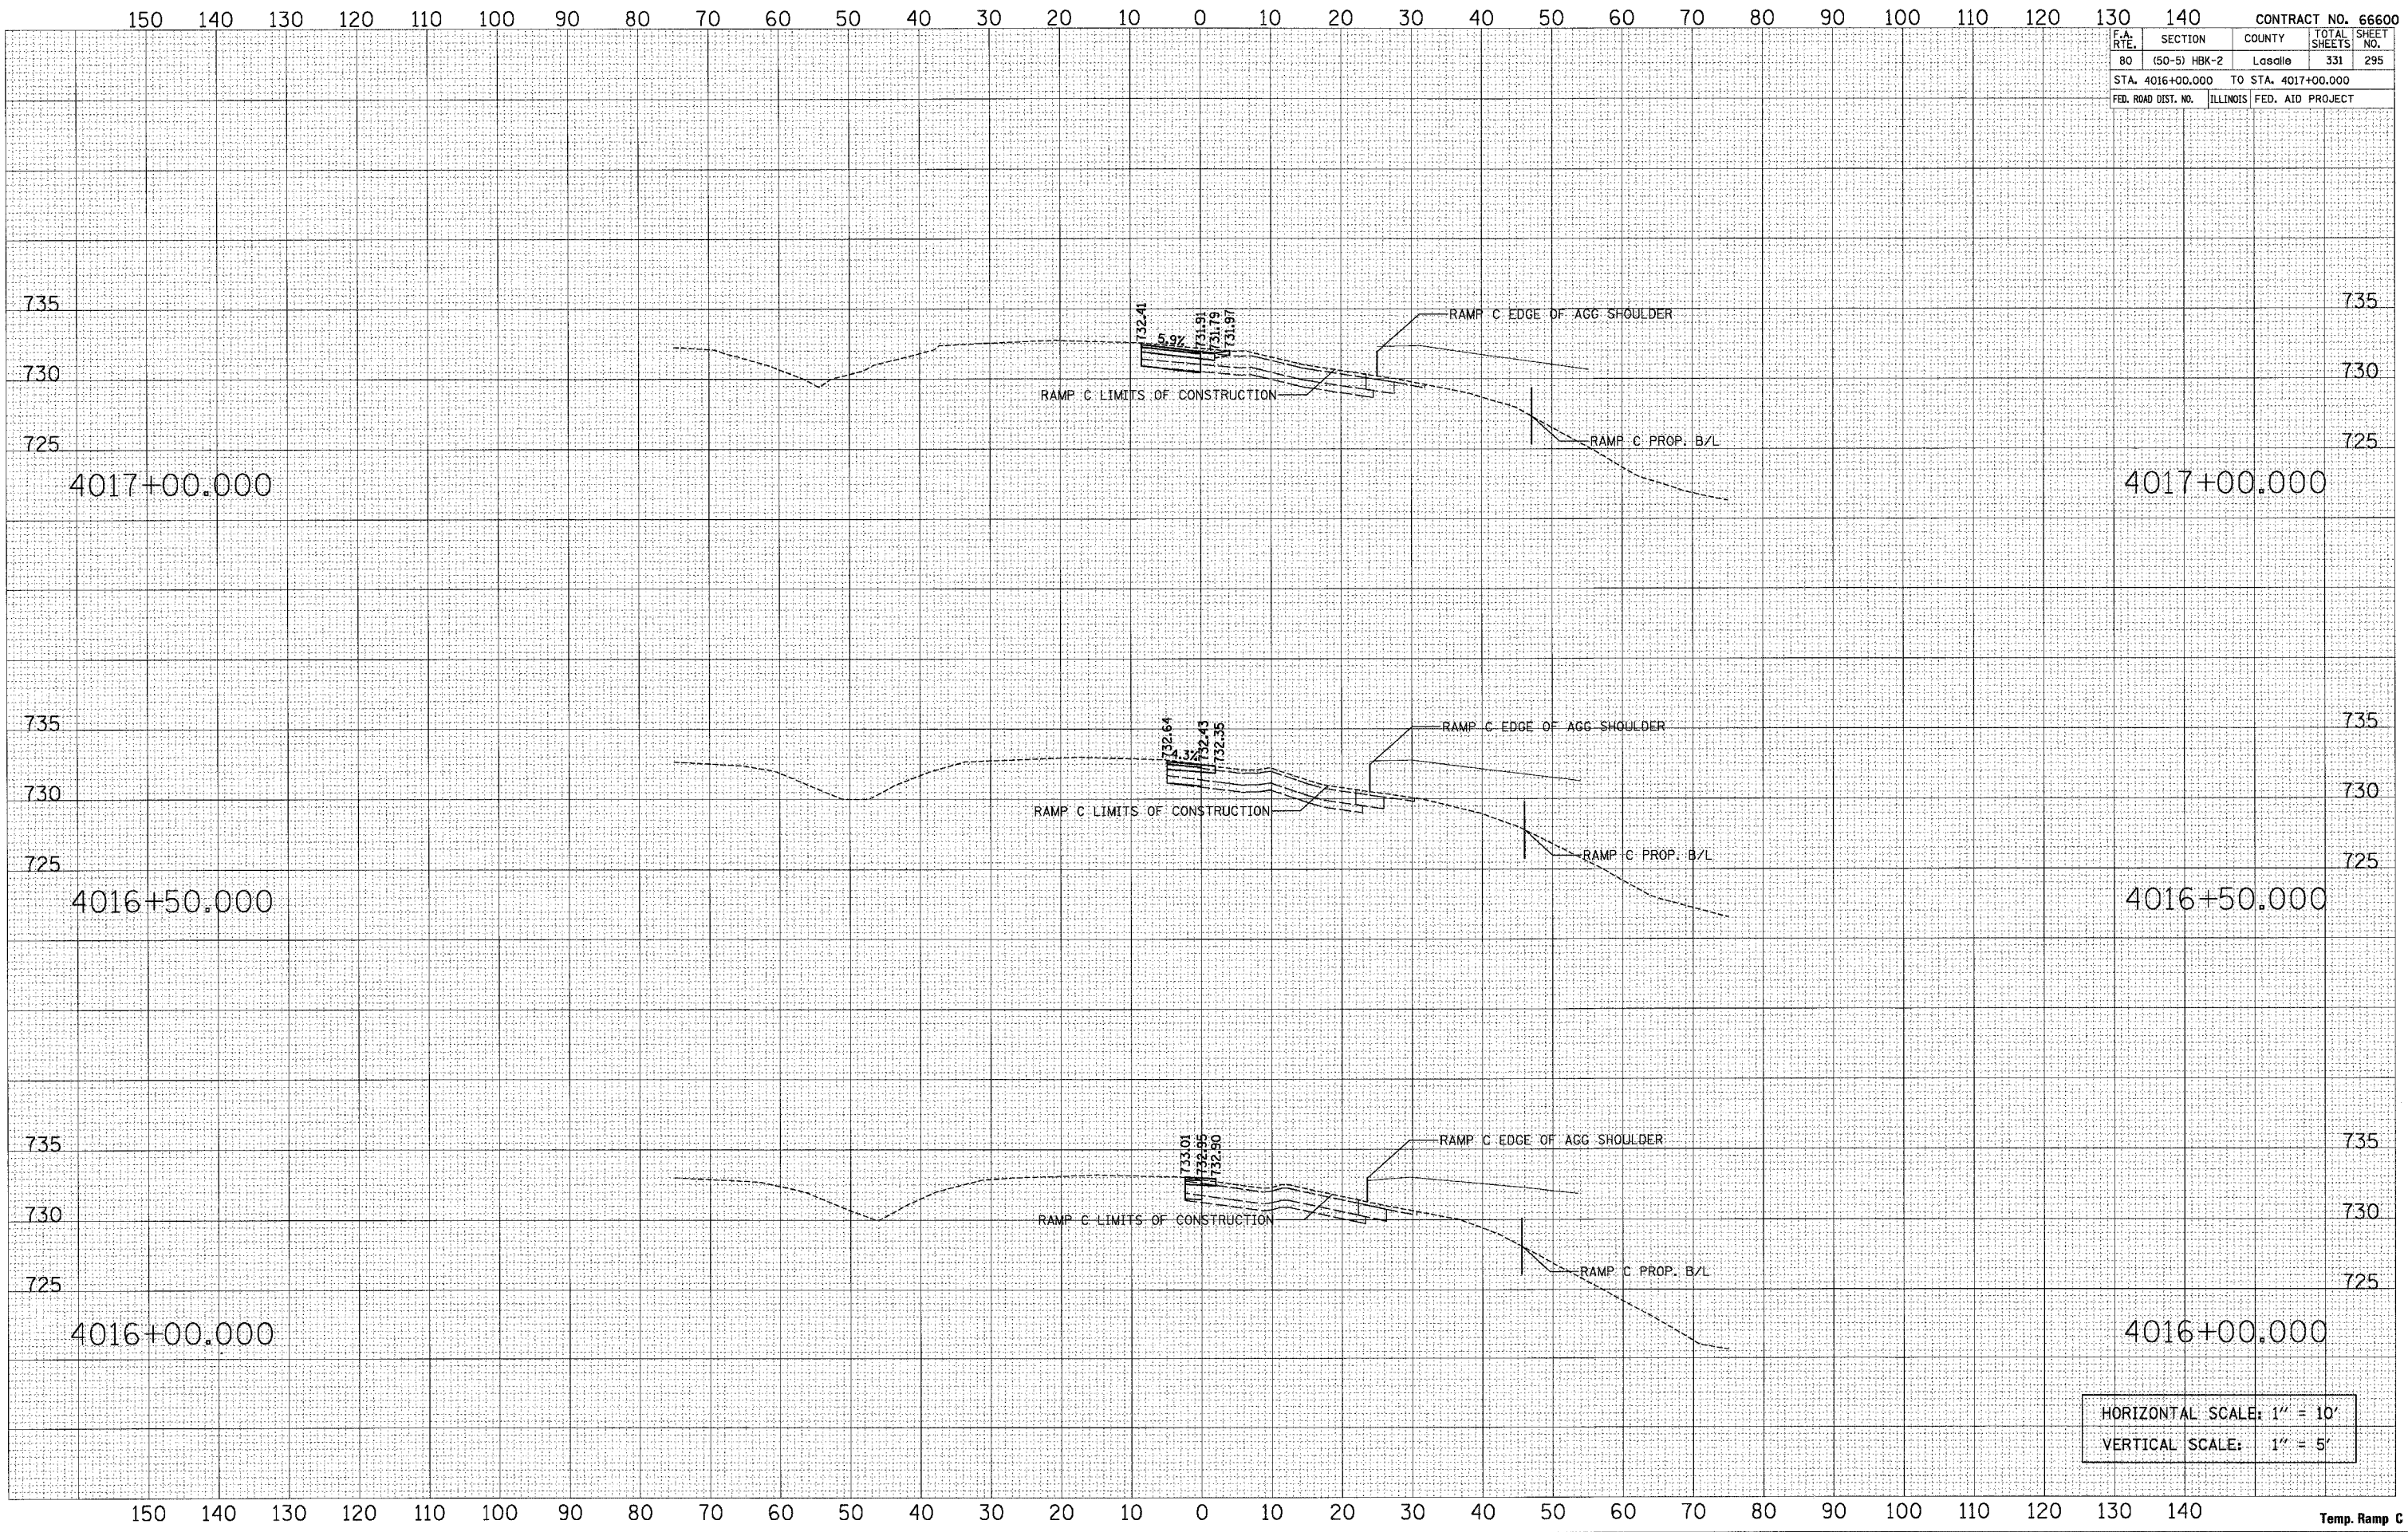 150 140 130 120 110 100 90 80 70 60 50 40 30 20 10 0 10 20 30 40 50 60 70 80 90 100 110 120 130 140
CONTRACT NO. 66600
F.A. RTE. SECTION COUNTY TOTAL SHEETS SHEET NO.
80 (50-5) HBK-2 Lasalle 331 295
STA. 4016+00.000 TO STA. 4017+00.000
FED. ROAD DIST. NO. ILLINOIS FED. AID PROJECT
735 735
732.41 5.9% 731.91 731.79 731.97
RAMP C EDGE OF AGG SHOULDER
730 730
RAMP C LIMITS OF CONSTRUCTION
725 725
RAMP C PROP. B/L
4017+00.000 4017+00.000
735 735
732.64 4.3% 732.43 732.35
RAMP C EDGE OF AGG SHOULDER
730 730
RAMP C LIMITS OF CONSTRUCTION
725 725
RAMP C PROP. B/L
4016+50.000 4016+50.000
735 735
733.01 732.95 732.90
RAMP C EDGE OF AGG SHOULDER
730 730
RAMP C LIMITS OF CONSTRUCTION
725 725
RAMP C PROP. B/L
4016+00.000 4016+00.000
HORIZONTAL SCALE: 1" = 10'
VERTICAL SCALE: 1" = 5'
150 140 130 120 110 100 90 80 70 60 50 40 30 20 10 0 10 20 30 40 50 60 70 80 90 100 110 120 130 140
Temp. Ramp C